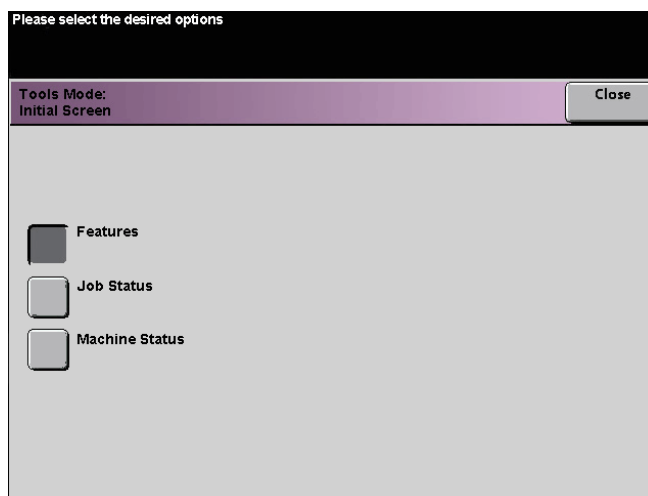 Please select the desired options
Tools Mode:
Initial Screen
Close
Features
Job Status
Machine Status